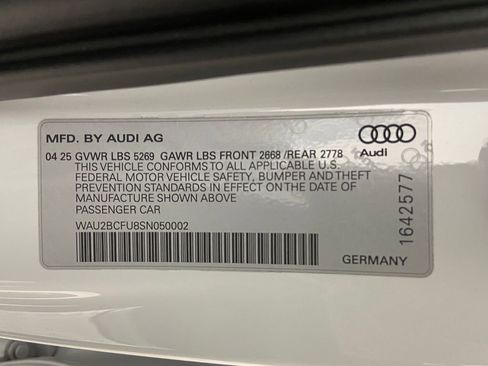 MFD. BY AUDI AG
04 25 GVWR LBS 5269 GAWR LBS FRONT 2668 /REAR 2778
THIS VEHICLE CONFORMS TO ALL APPLICABLE U.S.
FEDERAL MOTOR VEHICLE SAFETY, BUMPER AND THEFT
PREVENTION STANDARDS IN EFFECT ON THE DATE OF
MANUFACTURE SHOWN ABOVE
PASSENGER CAR
WAU2BCFU8SN050002
Audi
1642577
GERMANY